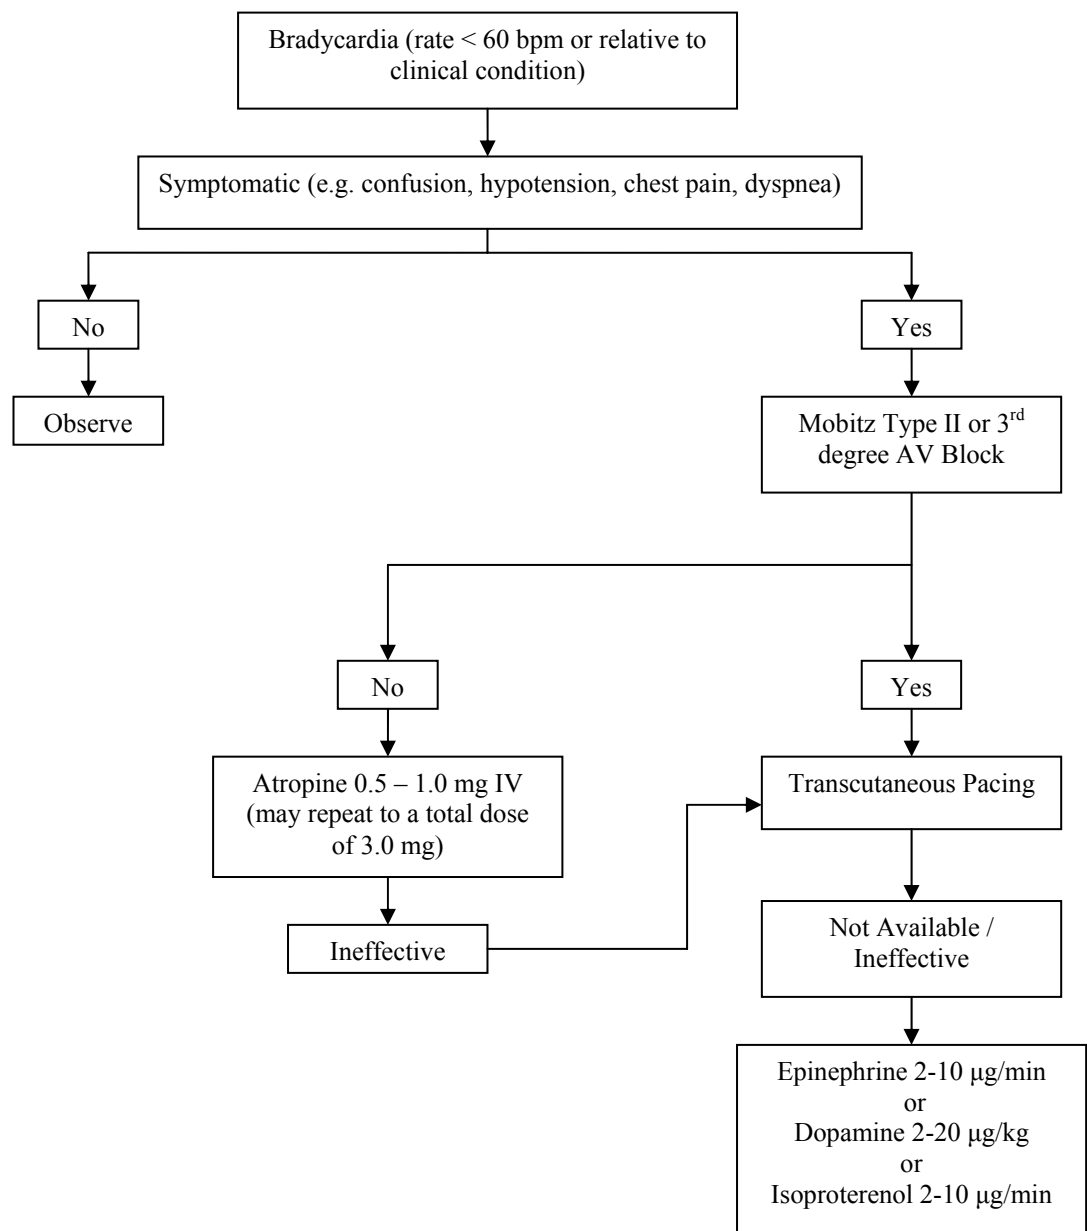 Bradycardia (rate < 60 bpm or relative to
clinical condition)
Symptomatic (e.g. confusion, hypotension, chest pain, dyspnea)
No
Yes
Observe
Mobitz Type II or 3rd
degree AV Block
No
Yes
Atropine 0.5 – 1.0 mg IV
(may repeat to a total dose
of 3.0 mg)
Transcutaneous Pacing
Ineffective
Not Available /
Ineffective
Epinephrine 2-10 μg/min
or
Dopamine 2-20 μg/kg
or
Isoproterenol 2-10 μg/min